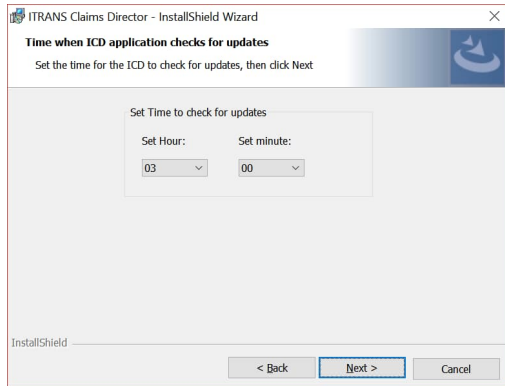 ITRANS Claims Director - InstallShield Wizard
Time when ICD application checks for updates
Set the time for the ICD to check for updates, then click Next
Set Time to check for updates
Set Hour: Set minute:
03 00
InstallShield
< Back Next > Cancel